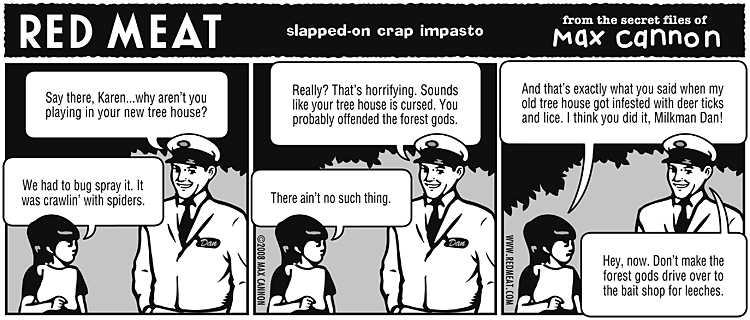 RED MEAT
slapped-on crap impasto
from the secret files of
Max cannon
Say there, Karen...why aren't you
playing in your new tree house?
We had to bug spray it. It
was crawlin' with spiders.
Dan
Really? That's horrifying. Sounds
like your tree house is cursed. You
probably offended the forest gods.
There ain't no such thing.
Dan
©2008 MAX CANNON
And that's exactly what you said when my
old tree house got infested with deer ticks
and lice. I think you did it, Milkman Dan!
Hey, now. Don't make the
forest gods drive over to
the bait shop for leeches.
WWW.REDMEAT.COM